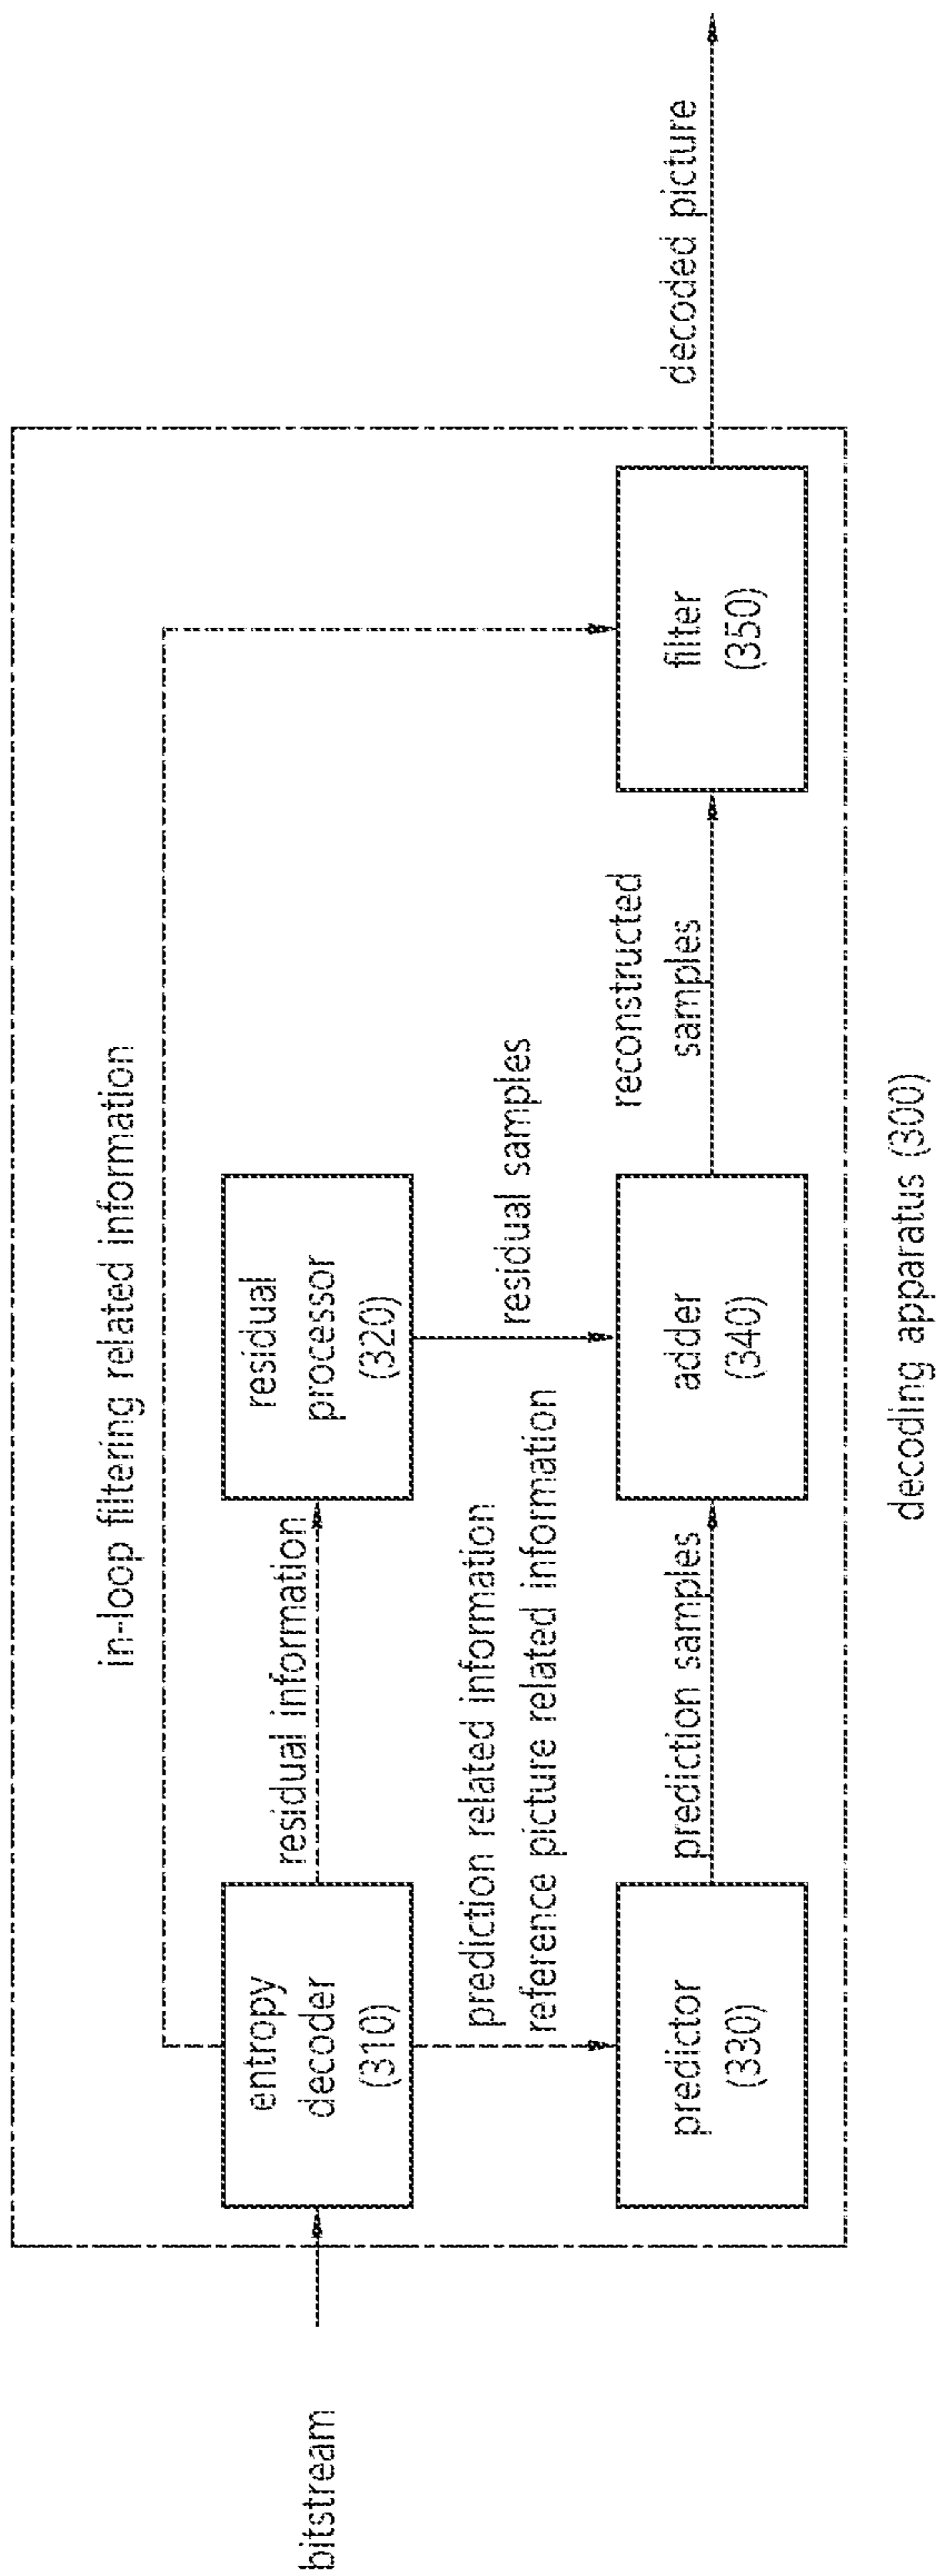 in-loop filtering related information
bitstream
entropy
decoder
(310)
residual information
residual
processor
(320)
prediction related information
reference picture related information
residual samples
predictor
(330)
prediction samples
adder
(340)
reconstructed
samples
filter
(350)
decoded picture
decoding apparatus (300)